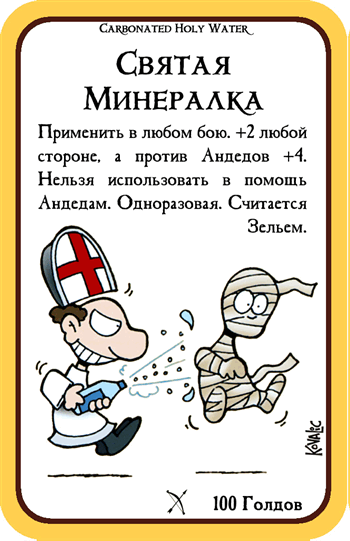 Carbonated Holy Water
Святая
Минералка
Применить в любом бою. +2 любой
стороне, а против Андедов +4.
Нельзя использовать в помощь
Андедам. Одноразовая. Считается
Зельем.
Kovalic
100 Голдов